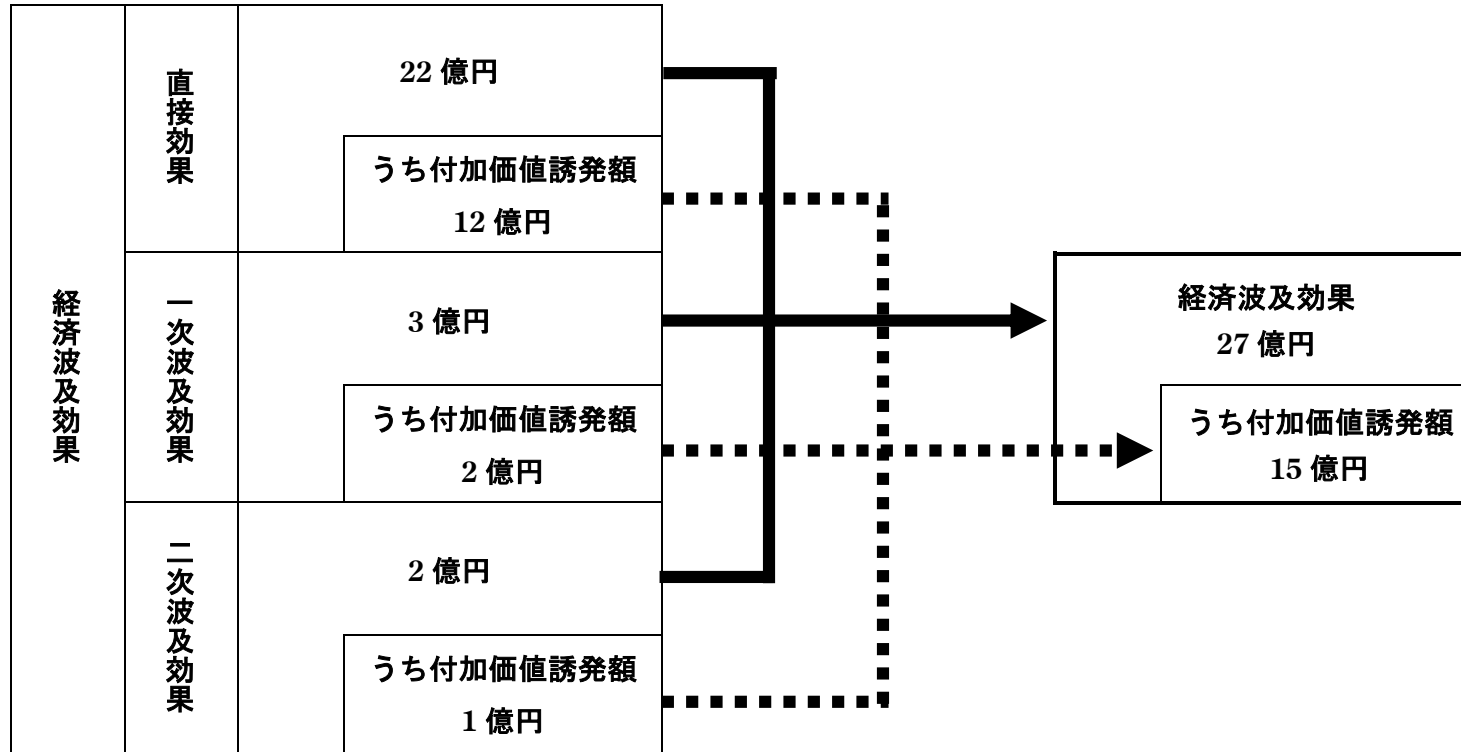 経済波及効果
直接効果
22 億円
うち付加価値誘発額
12 億円
一次波及効果
3 億円
うち付加価値誘発額
2 億円
二次波及効果
2 億円
うち付加価値誘発額
1 億円
経済波及効果
27 億円
うち付加価値誘発額
15 億円